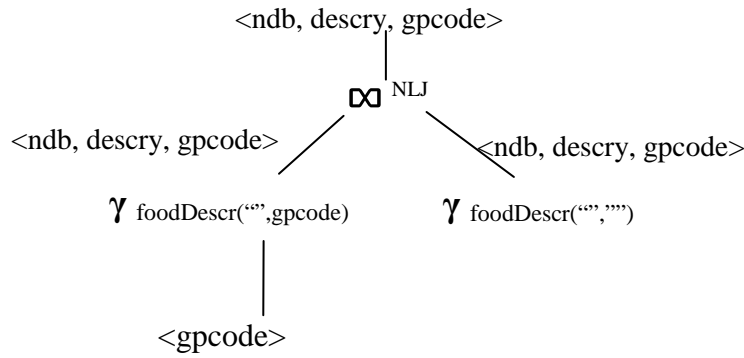 <ndb, descry, gpcode>
⋈ NLJ
<ndb, descry, gpcode>
<ndb, descry, gpcode>
γ foodDescr(“”,gpcode)
γ foodDescr(“”,””)
<gpcode>